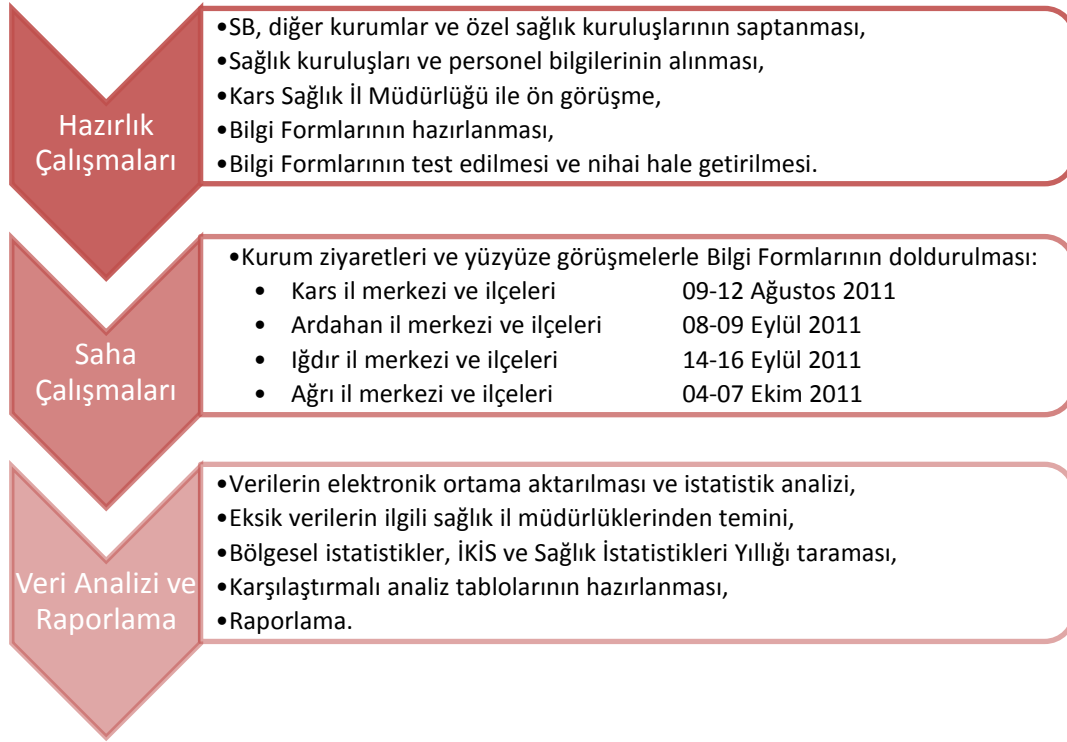 Hazırlık
Çalışmaları
•SB, diğer kurumlar ve özel sağlık kuruluşlarının saptanması,
•Sağlık kuruluşları ve personel bilgilerinin alınması,
•Kars Sağlık İl Müdürlüğü ile ön görüşme,
•Bilgi Formlarının hazırlanması,
•Bilgi Formlarının test edilmesi ve nihai hale getirilmesi.
Saha
Çalışmaları
•Kurum ziyaretleri ve yüzyüze görüşmelerle Bilgi Formlarının doldurulması:
• Kars il merkezi ve ilçeleri 09-12 Ağustos 2011
• Ardahan il merkezi ve ilçeleri 08-09 Eylül 2011
• Iğdır il merkezi ve ilçeleri 14-16 Eylül 2011
• Ağrı il merkezi ve ilçeleri 04-07 Ekim 2011
Veri Analizi ve
Raporlama
•Verilerin elektronik ortama aktarılması ve istatistik analizi,
•Eksik verilerin ilgili sağlık il müdürlüklerinden temini,
•Bölgesel istatistikler, İKİS ve Sağlık İstatistikleri Yıllığı taraması,
•Karşılaştırmalı analiz tablolarının hazırlanması,
•Raporlama.